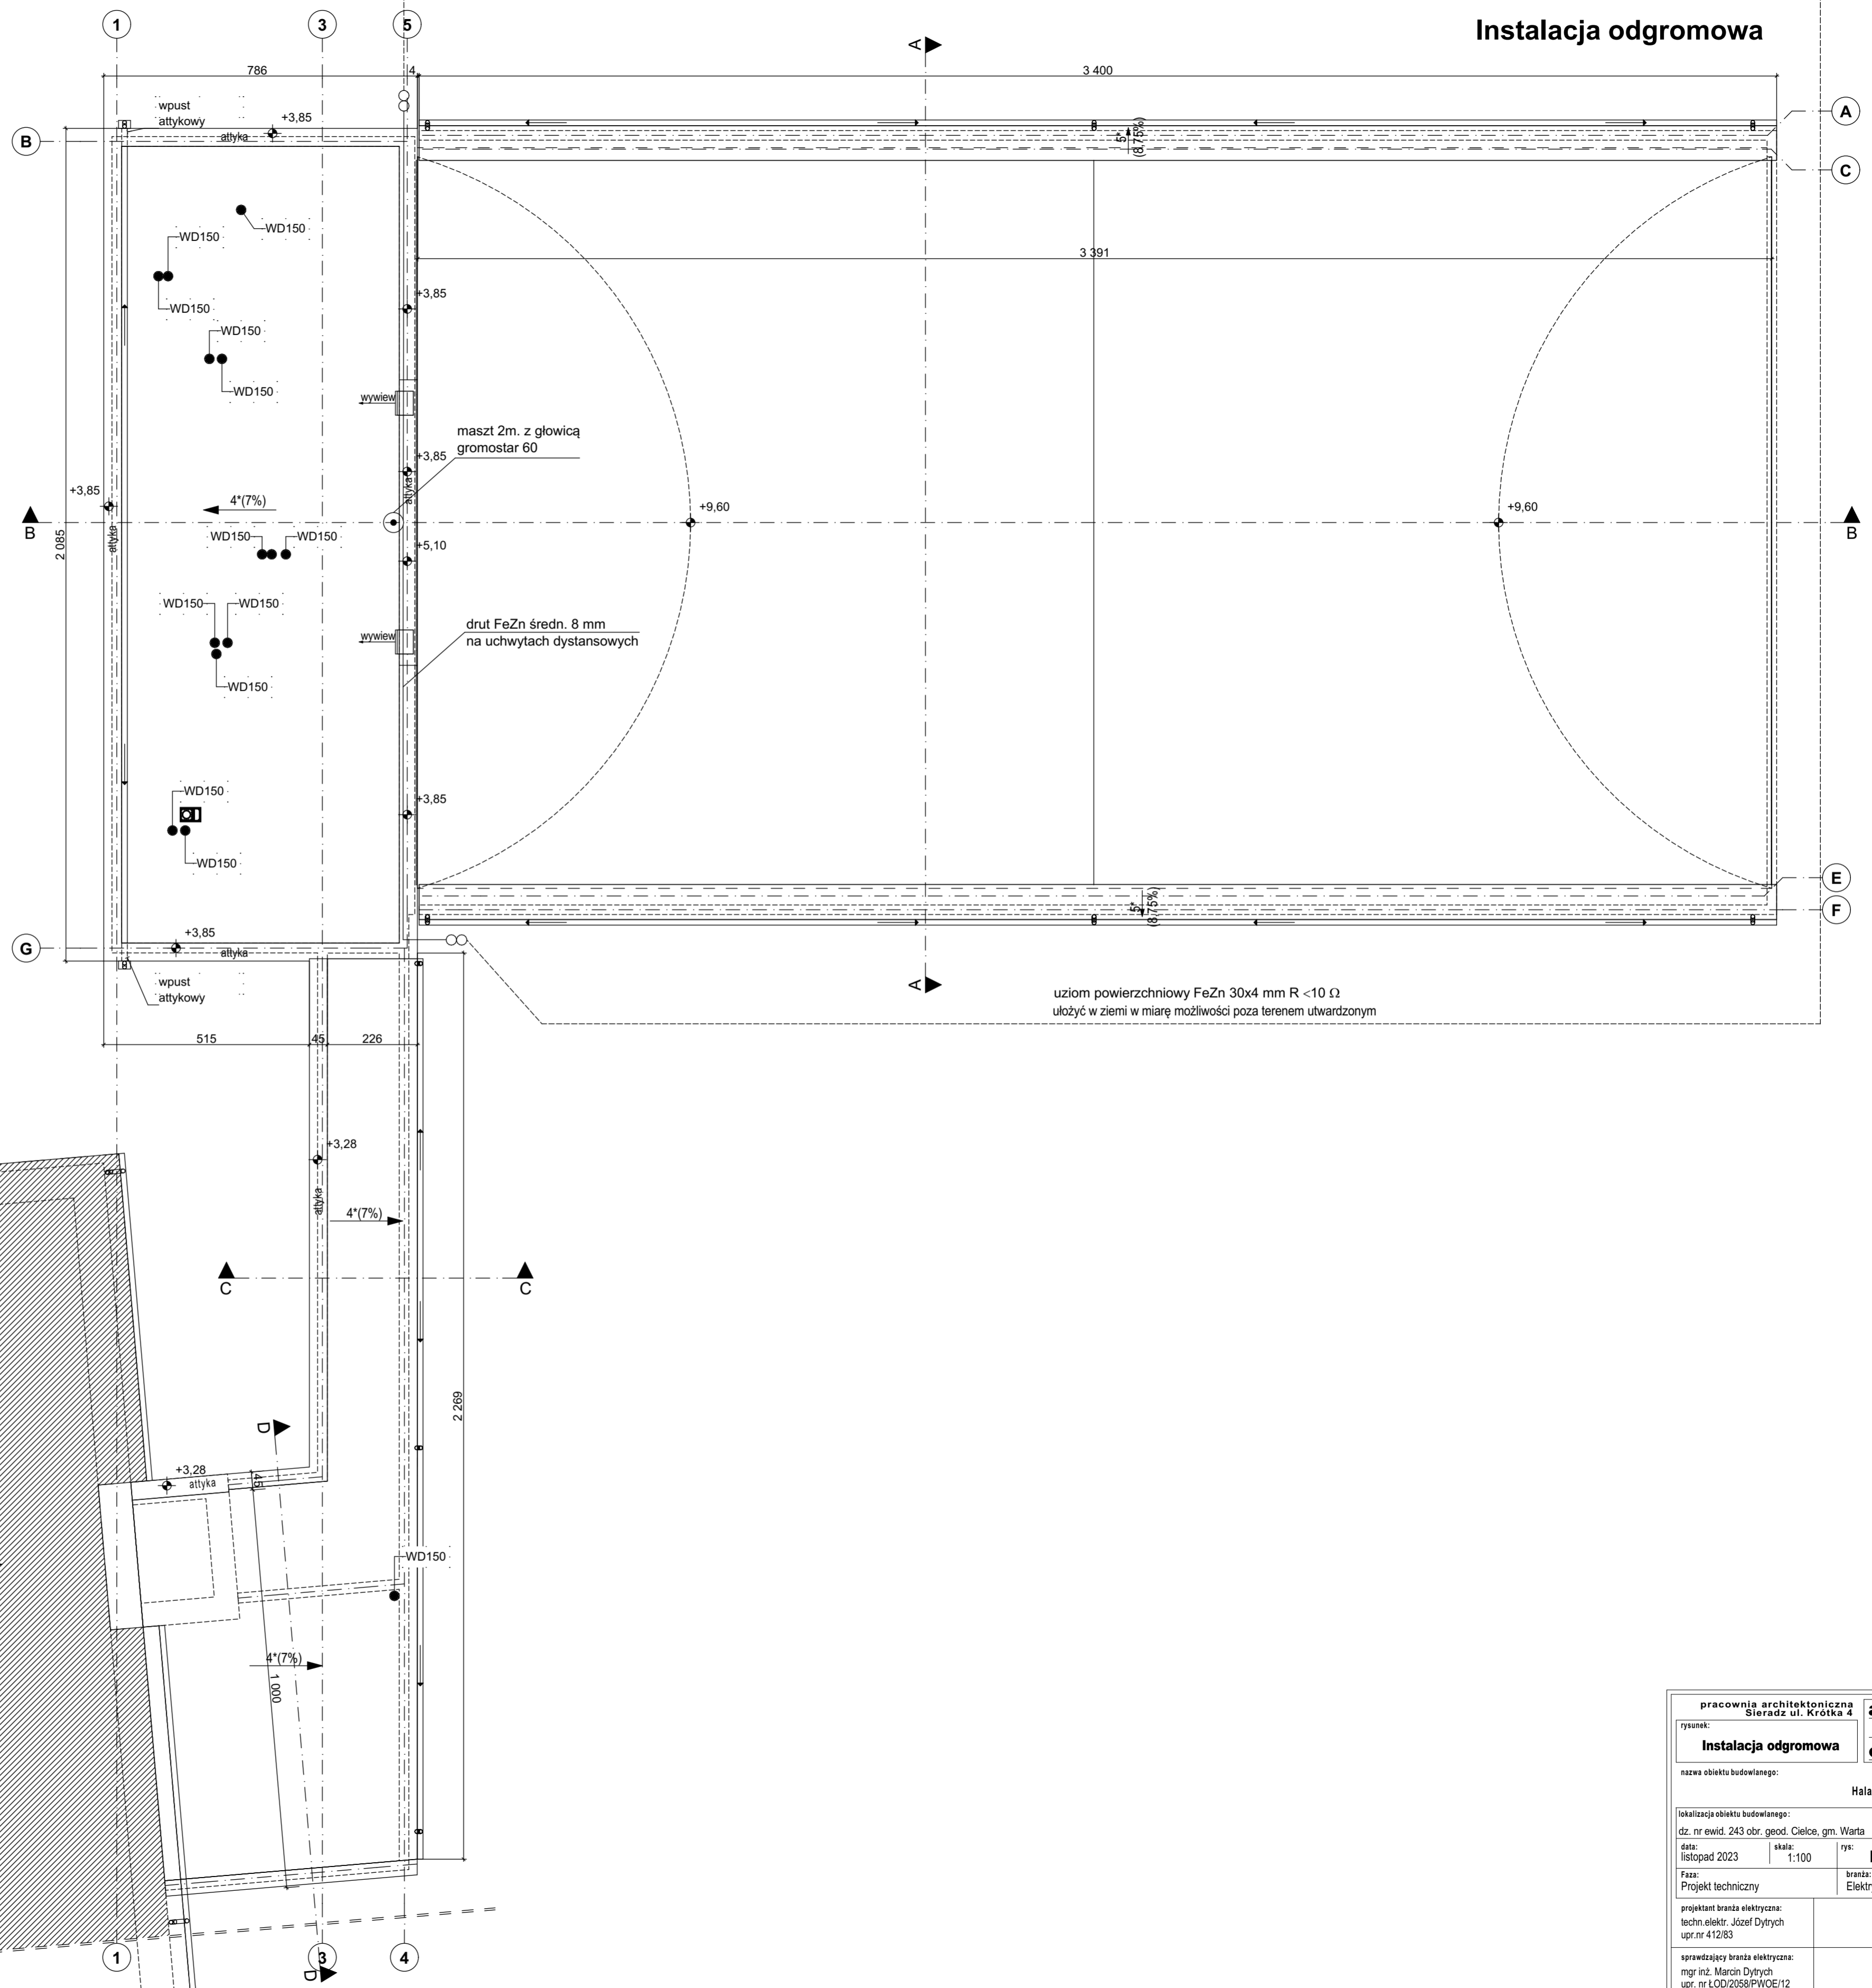 Instalacja odgromowa
1
3
5
A
786
4
3 400
wpust
attykowy
+3,85
attyka
5*
(8,75%)
A
B
C
WD150
WD150
3 391
WD150
+3,85
WD150
WD150
wywiew
maszt 2m. z głowicą
gromostar 60
+3,85
attyka
+3,85
4*(7%)
+9,60
+9,60
B
B
2 085
attyka
WD150
WD150
+5,10
WD150
WD150
drut FeZn średn. 8 mm
na uchwytach dystansowych
wywiew
WD150
WD150
+3,85
WD150
E
5*
(8,75%)
F
+3,85
G
attyka
wpust
attykowy
A
uziom powierzchniowy FeZn 30x4 mm R <10 Ω
ułożyć w ziemi w miarę możliwości poza terenem utwardzonym
515
45
226
+3,28
attyka
4*(7%)
C
C
2 269
D
+3,28
attyka
45
WD150
4*(7%)
1 000
1
3
4
D
pracownia architektoniczna
Sieradz ul. Krótka 4
rysunek:
Instalacja odgromowa
nazwa obiektu budowlanego:
Hala
lokalizacja obiektu budowlanego:
dz. nr ewid. 243 obr. geod. Cielce, gm. Warta
data:
skala:
rys:
listopad 2023
1:100
Faza:
branża:
Projekt techniczny
Elektr
projektant branża elektryczna:
techn.elektr. Józef Dytrych
upr.nr 412/83
sprawdzający branża elektryczna:
mgr inż. Marcin Dytrych
upr. nr ŁOD/2058/PWOE/12